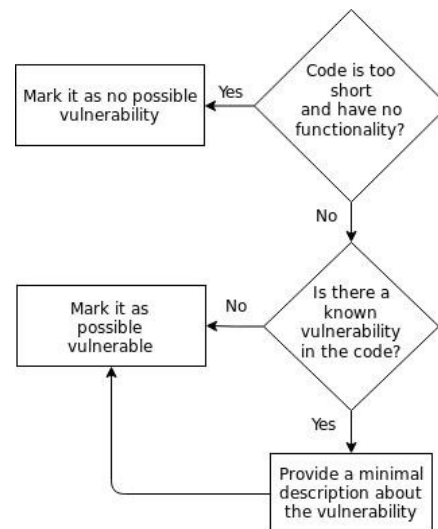 Code is too
short
and have no
functionality?
Yes
Mark it as no possible
vulnerability
No
Is there a
known
vulnerability
in the code?
No
Mark it as
possible
vulnerable
Yes
Provide a minimal
description about
the vulnerability